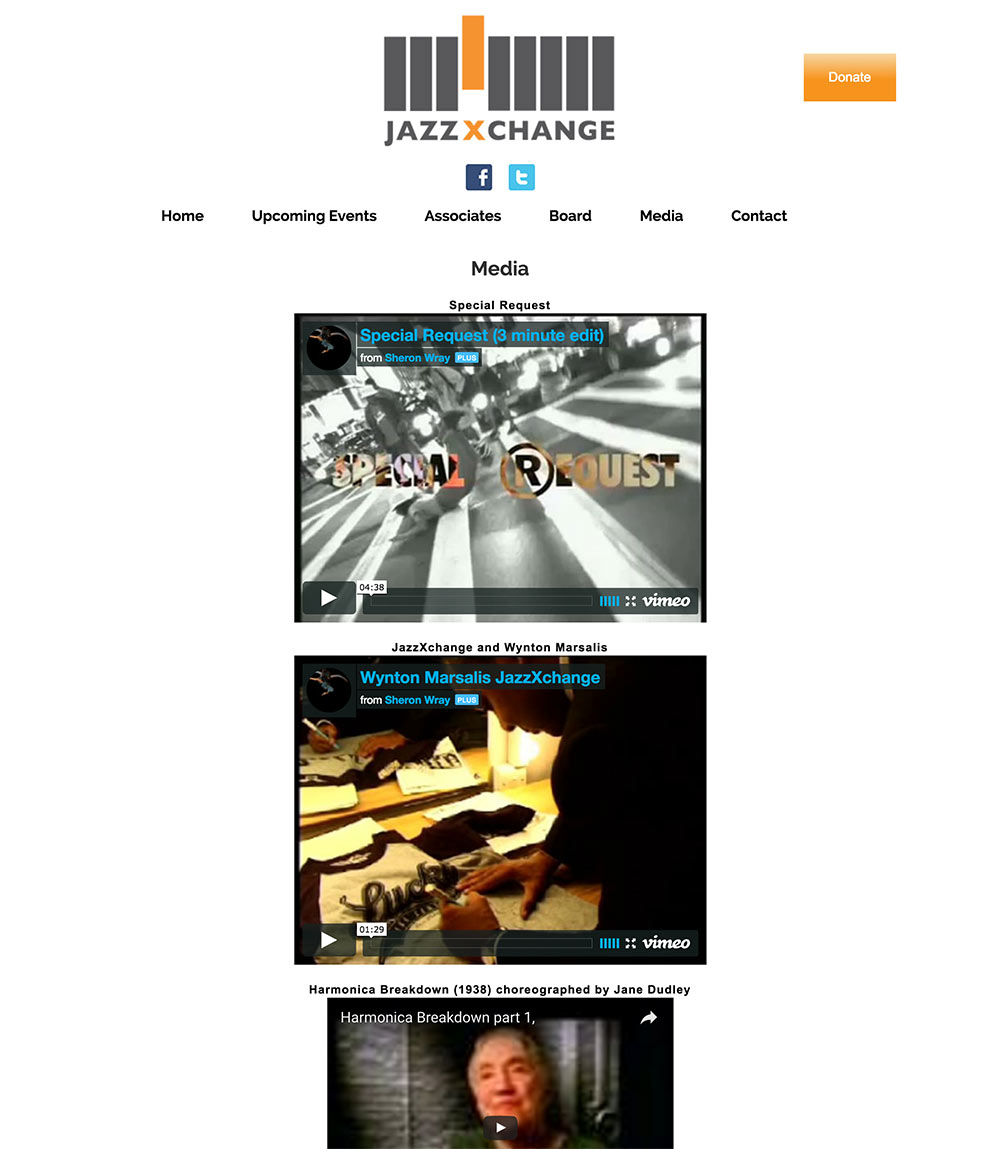 JAZZXCHANGE
Donate
f
t
Home Upcoming Events Associates Board Media Contact
Media
Special Request
Special Request (3 minute edit)
from Sheron Wray PLUS
SPECIAL REQUEST
04:38
vimeo
JazzXchange and Wynton Marsalis
Wynton Marsalis JazzXchange
from Sheron Wray PLUS
Lucky
01:29
vimeo
Harmonica Breakdown (1938) choreographed by Jane Dudley
Harmonica Breakdown part 1,